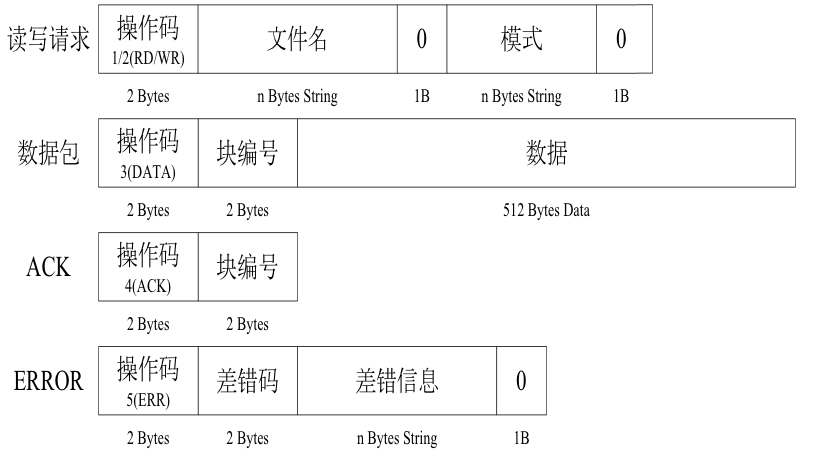 读写请求 操作码 文件名 0 模式 0
1/2(RD/WR)
2 Bytes n Bytes String 1B n Bytes String 1B
数据包 操作码 块编号 数据
3(DATA)
2 Bytes 2 Bytes 512 Bytes Data
ACK 操作码 块编号
4(ACK)
2 Bytes 2 Bytes
ERROR 操作码 差错码 差错信息 0
5(ERR)
2 Bytes 2 Bytes n Bytes String 1B